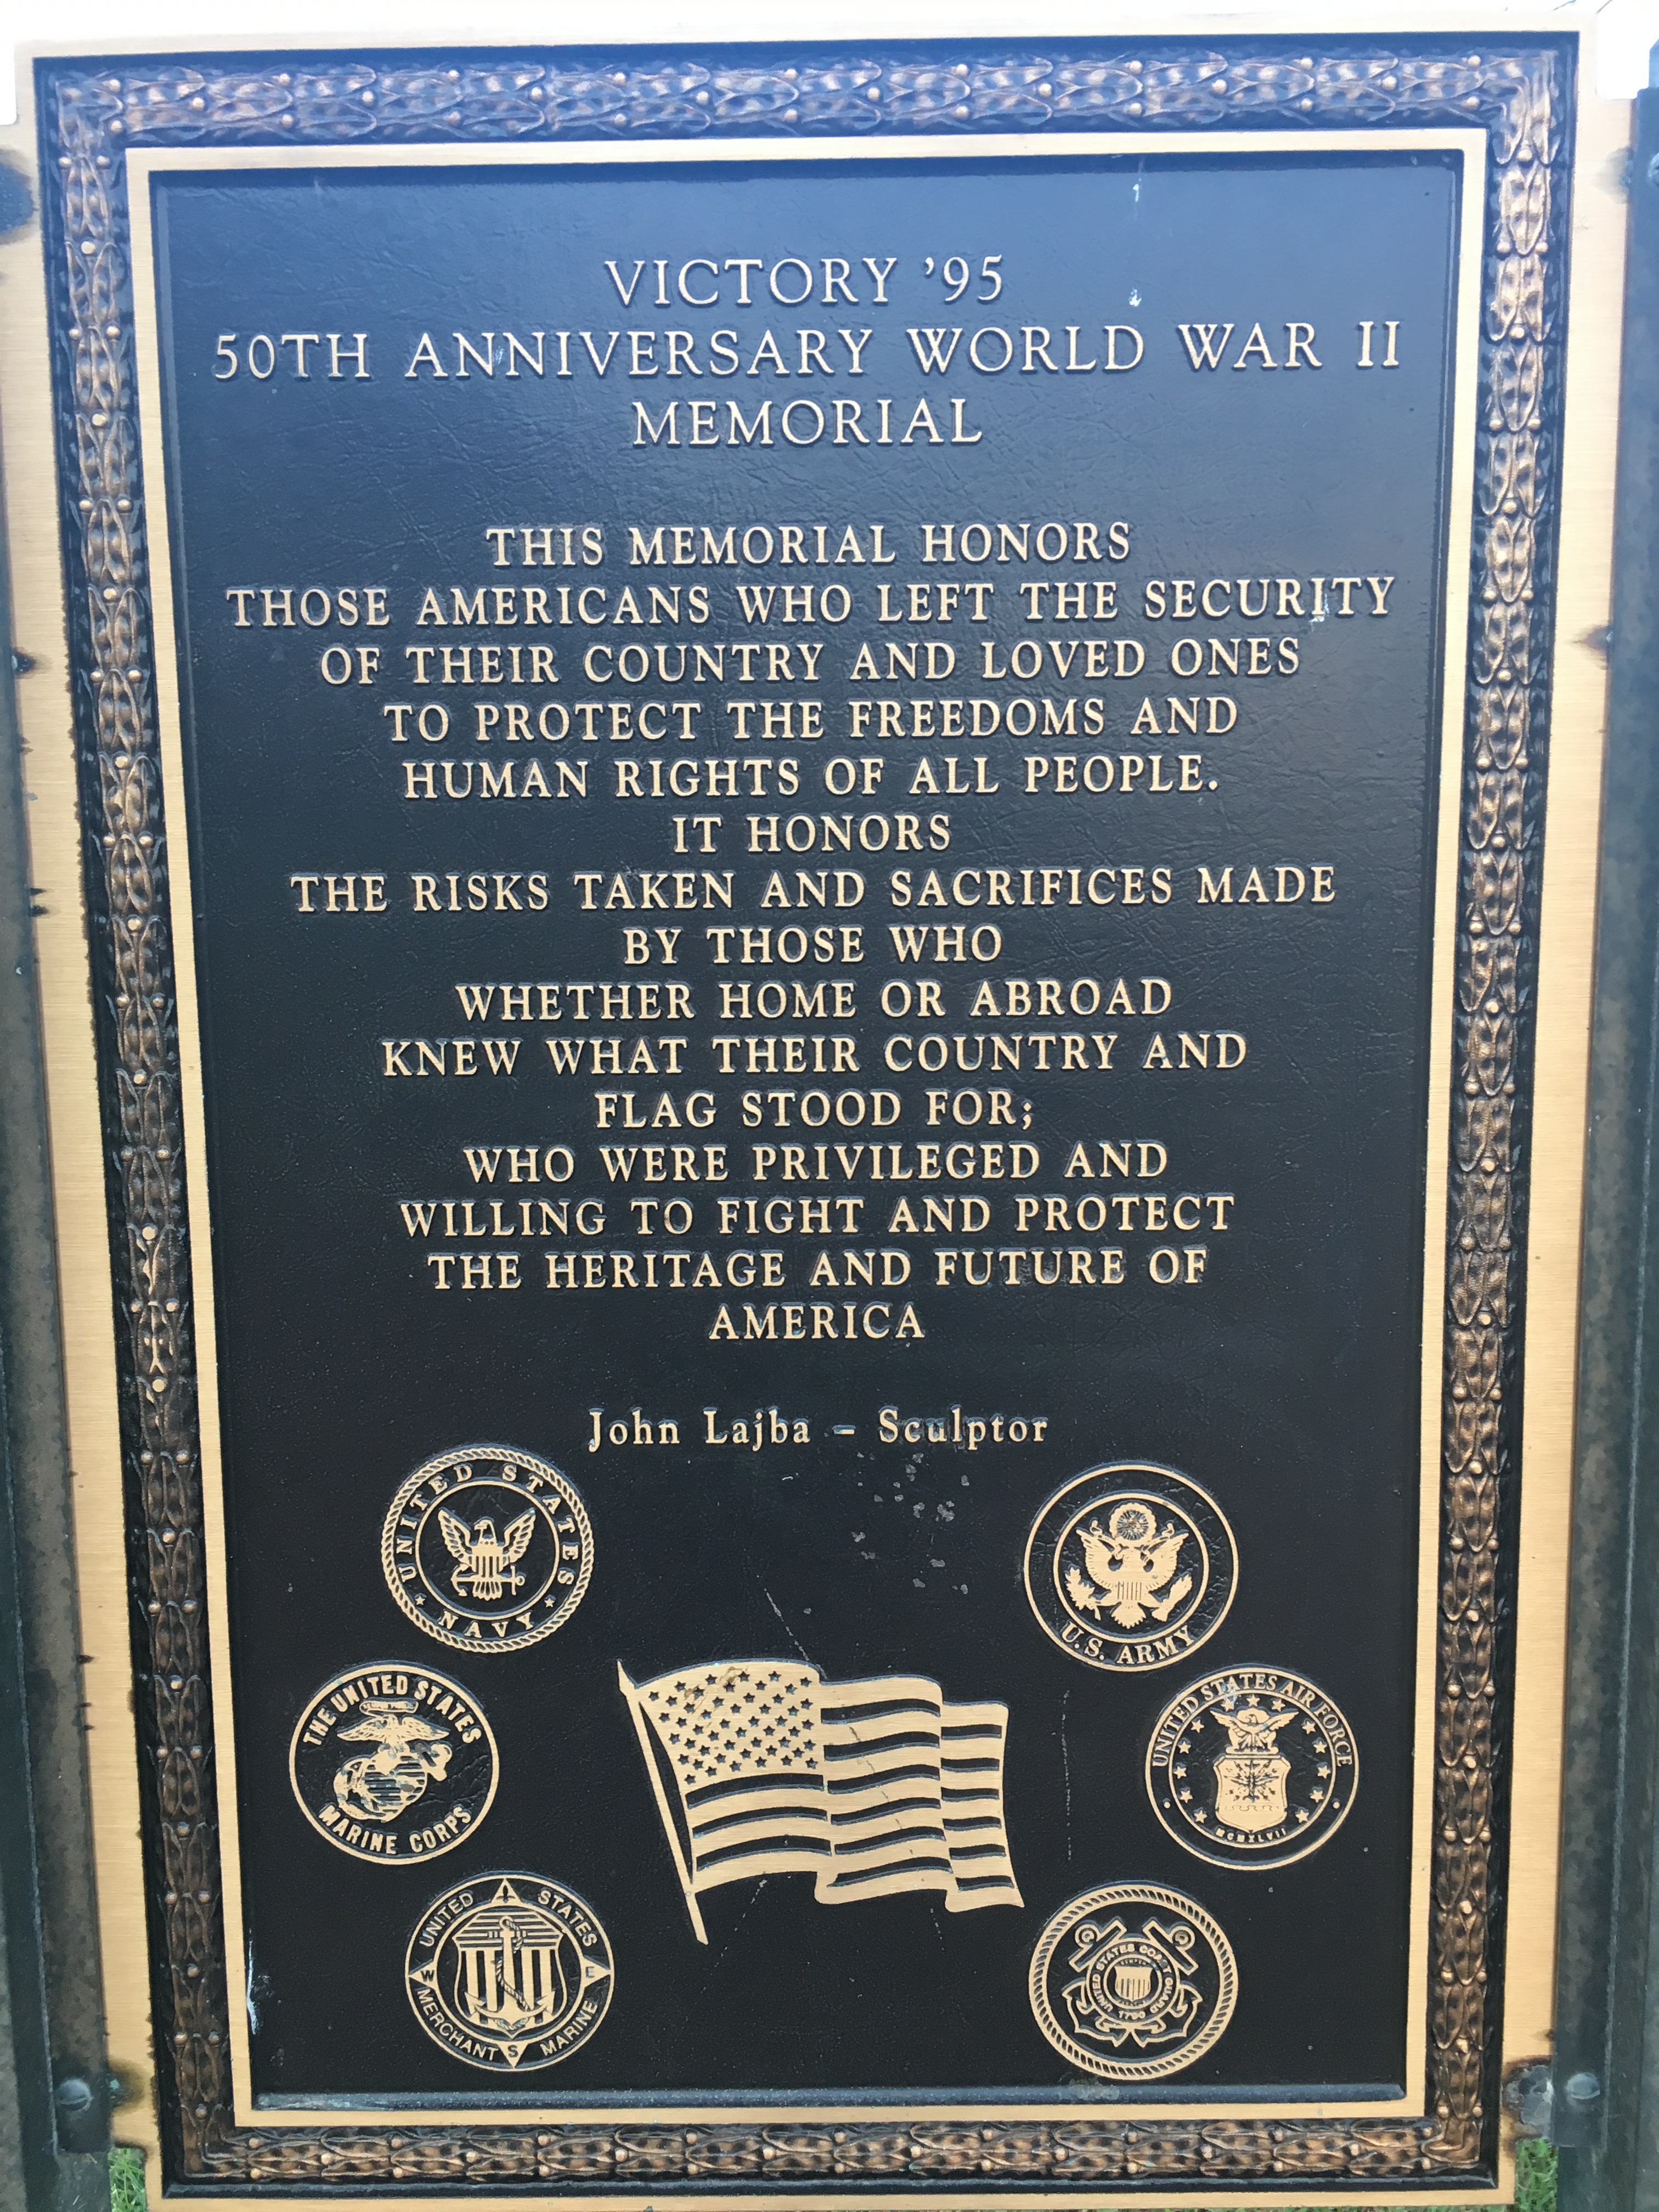 VICTORY '95
50TH ANNIVERSARY WORLD WAR II
MEMORIAL
THIS MEMORIAL HONORS
THOSE AMERICANS WHO LEFT THE SECURITY
OF THEIR COUNTRY AND LOVED ONES
TO PROTECT THE FREEDOMS AND
HUMAN RIGHTS OF ALL PEOPLE.
IT HONORS
THE RISKS TAKEN AND SACRIFICES MADE
BY THOSE WHO
WHETHER HOME OR ABROAD
KNEW WHAT THEIR COUNTRY AND
FLAG STOOD FOR;
WHO WERE PRIVILEGED AND
WILLING TO FIGHT AND PROTECT
THE HERITAGE AND FUTURE OF
AMERICA
John Lajba – Sculptor
UNITED STATES
NAVY
U.S. ARMY
THE UNITED STATES
MARINE CORPS
UNITED STATES AIR FORCE
MCMXLVII
UNITED STATES
W E
S
MERCHANT MARINE
UNITED STATES COAST GUARD
1790